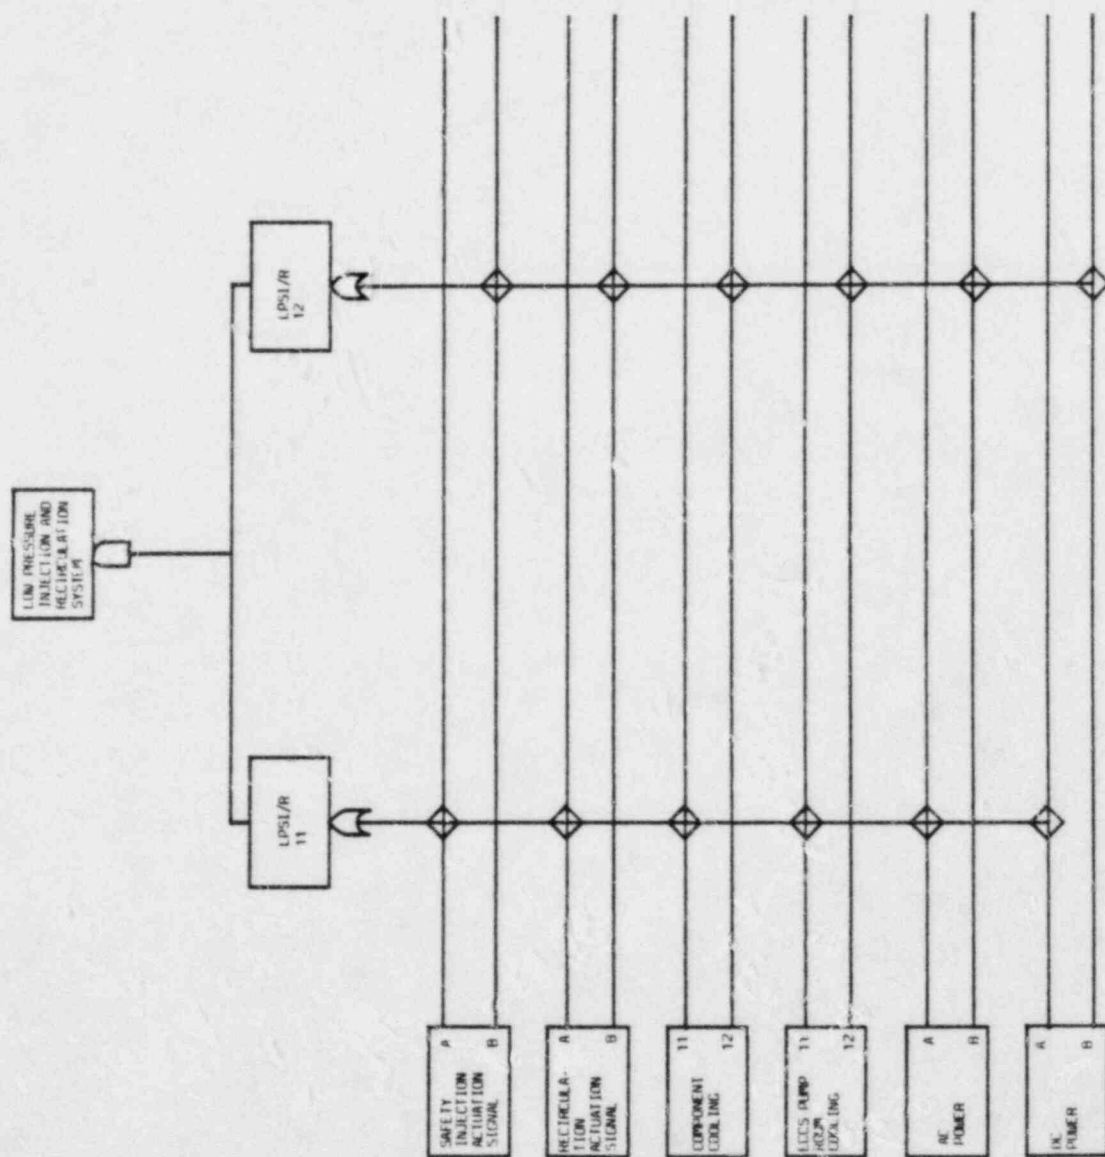 LOW PRESSURE
INJECTION AND
RECIRCULATION
SYSTEM
LPSI/R
11
LPSI/R
12
SAFETY
INJECTION
ACTUATION
SIGNAL
A
B
RECIRCULA-
TION
ACTUATION
SIGNAL
A
B
COMPONENT
COOLING
11
12
ECCS PUMP
ROOM
COOLING
11
12
AC
POWER
A
B
DC
POWER
A
B